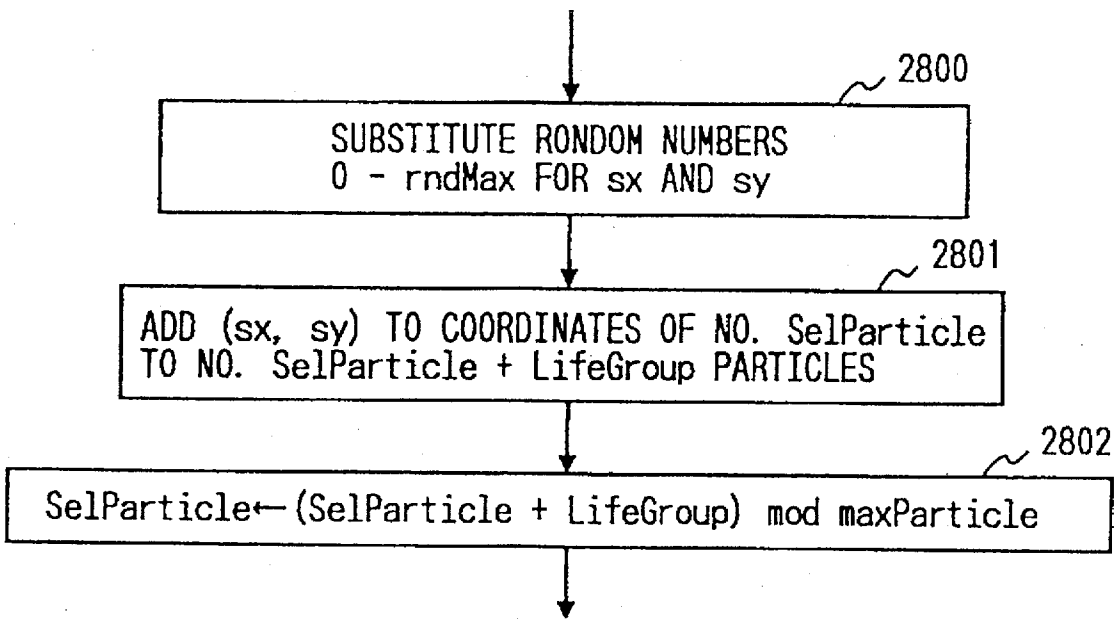 2800
SUBSTITUTE RONDOM NUMBERS
0 - rndMax FOR sx AND sy
2801
ADD (sx, sy) TO COORDINATES OF NO. SelParticle
TO NO. SelParticle + LifeGroup PARTICLES
2802
SelParticle←(SelParticle + LifeGroup) mod maxParticle